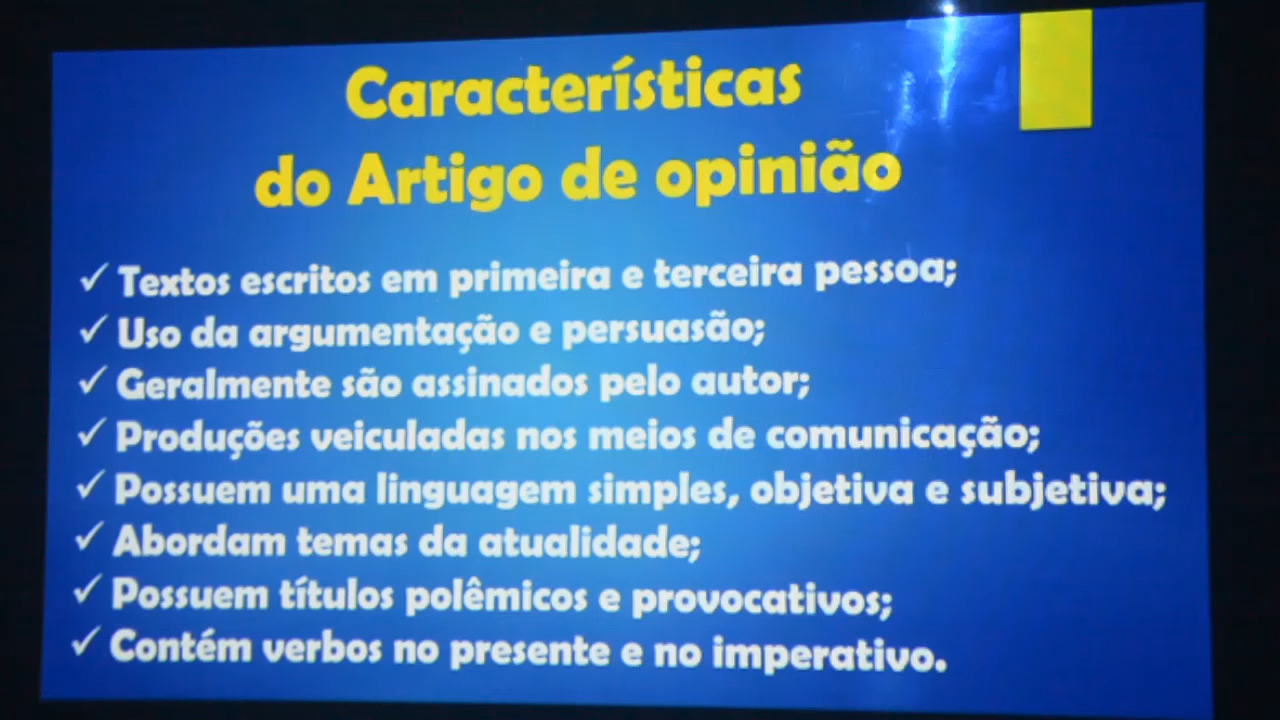 Características
do Artigo de opinião
✓ Textos escritos em primeira e terceira pessoa;
✓ Uso da argumentação e persuasão;
✓ Geralmente são assinados pelo autor;
✓ Produções veiculadas nos meios de comunicação;
✓ Possuem uma linguagem simples, objetiva e subjetiva;
✓ Abordam temas da atualidade;
✓ Possuem títulos polêmicos e provocativos;
✓ Contém verbos no presente e no imperativo.